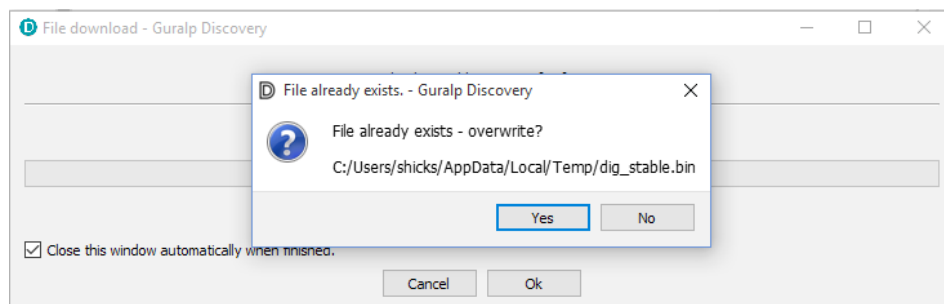 File download - Guralp Discovery
File already exists. - Guralp Discovery
File already exists - overwrite?
C:/Users/shicks/AppData/Local/Temp/dig_stable.bin
Yes No
Close this window automatically when finished.
Cancel Ok